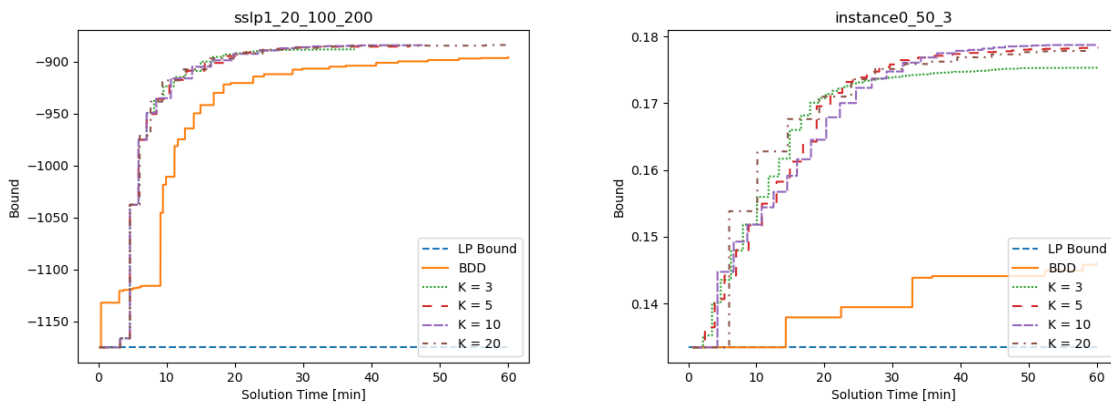 sslp1_20_100_200
Bound
−900
−950
−1000
−1050
−1100
−1150
0
10
20
30
40
50
60
Solution Time [min]
LP Bound
BDD
K = 3
K = 5
K = 10
K = 20
instance0_50_3
Bound
0.18
0.17
0.16
0.15
0.14
0
10
20
30
40
50
60
Solution Time [min]
LP Bound
BDD
K = 3
K = 5
K = 10
K = 20